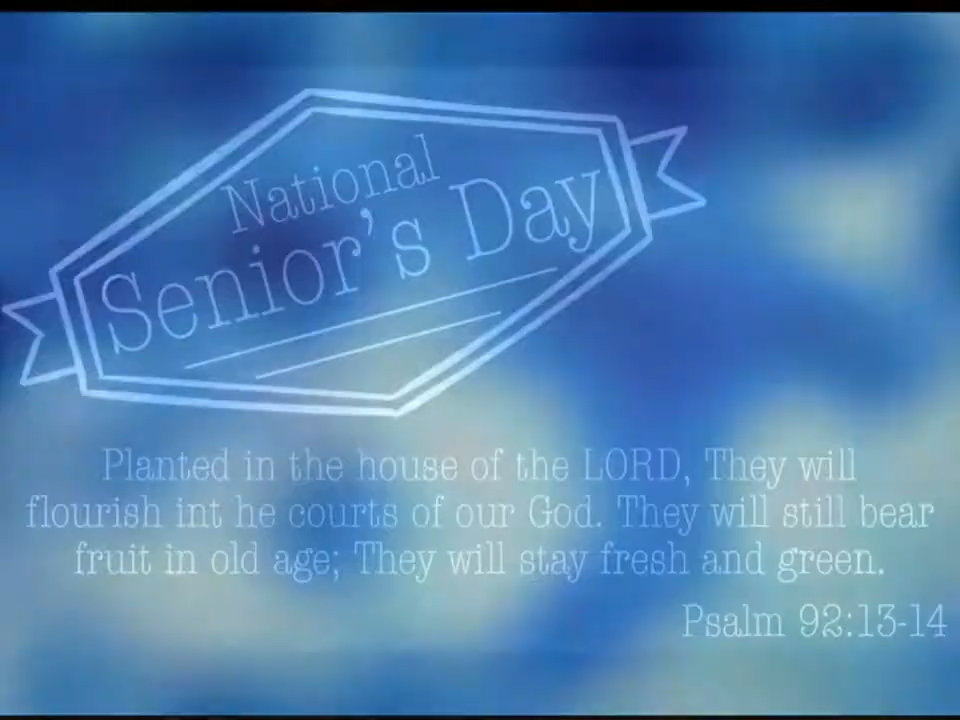 National
Senior's Day
Planted in the house of the LORD, They will
flourish int he courts of our God. They will still bear
fruit in old age; They will stay fresh and green.
Psalm 92:13-14